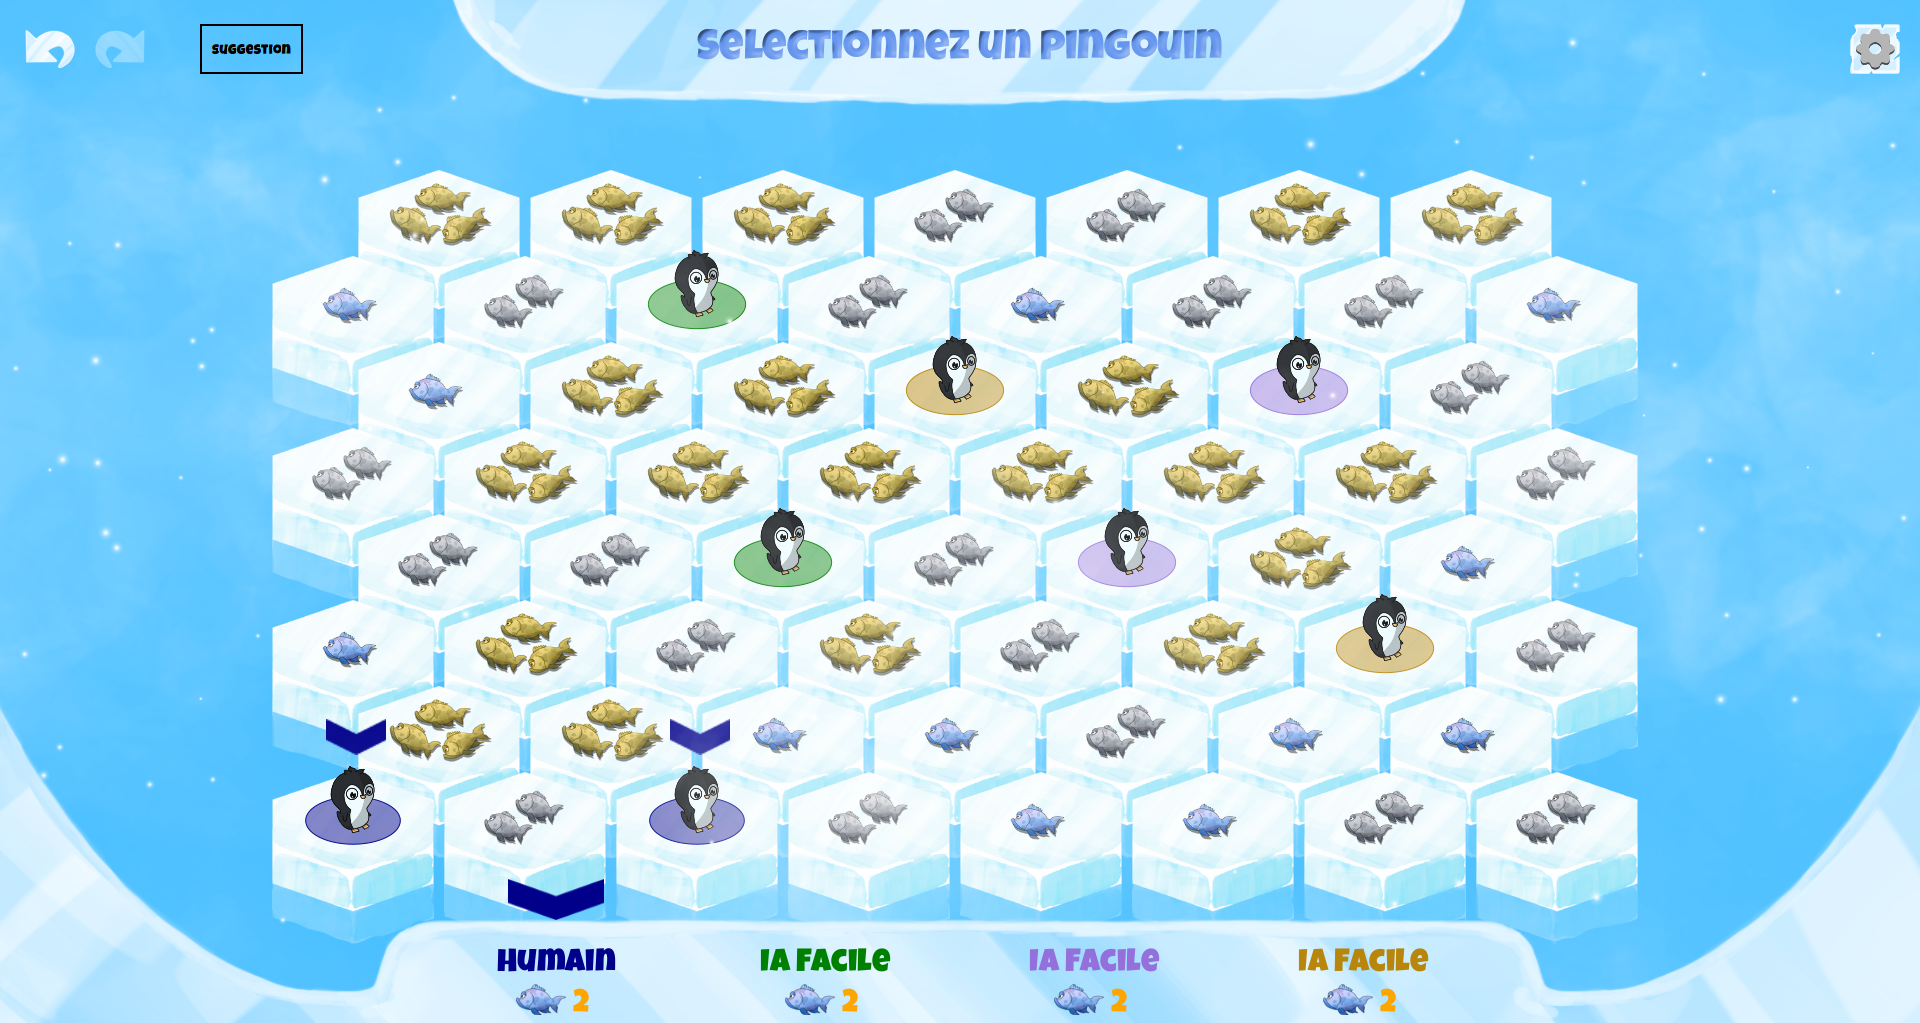 SUGGESTION
SELECTIONNEZ UN PINGOUIN
HUMAIN
IA FACILE
IA FACILE
IA FACILE
2
2
2
2